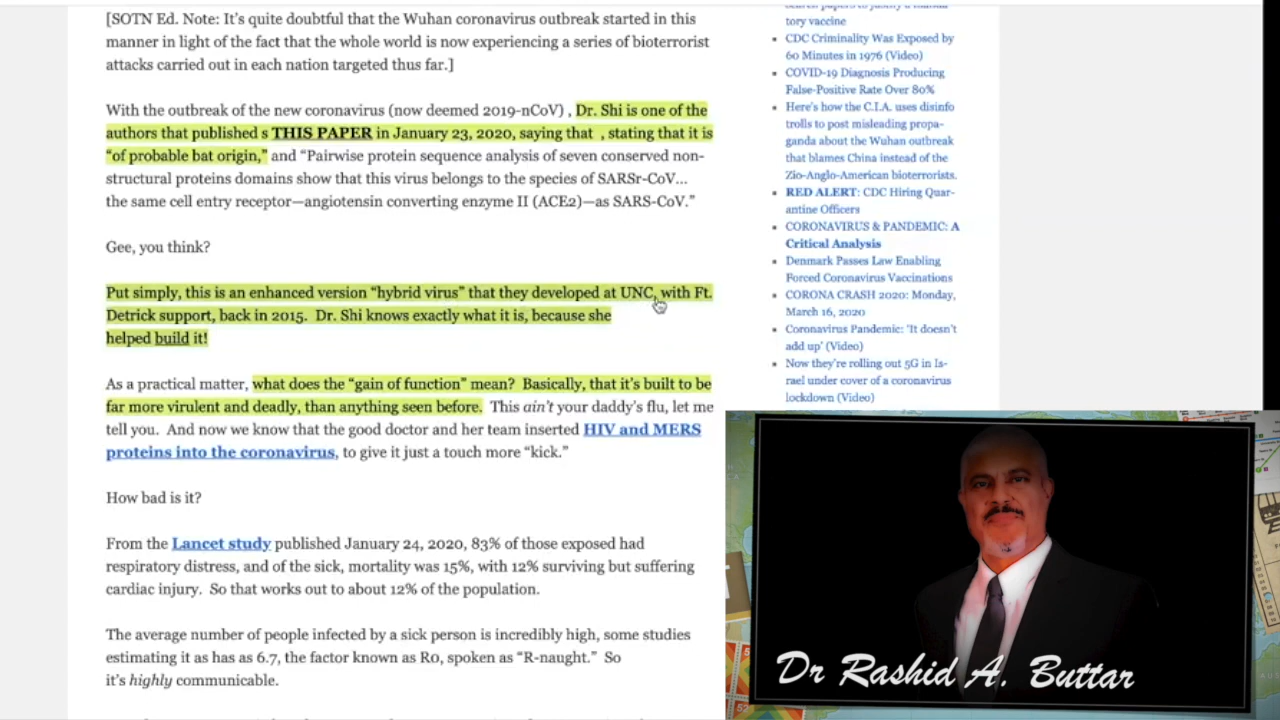 [SOTN Ed. Note: It's quite doubtful that the Wuhan coronavirus outbreak started in this
manner in light of the fact that the whole world is now experiencing a series of bioterrorist
attacks carried out in each nation targeted thus far.]
With the emergence of the new coronavirus (now deemed 2019-nCoV) , Dr. Shi is one of the
authors that published s THIS PAPER in January 23, 2020, saying that , stating that it is
“of probable bat origin,” and “Pairwise protein sequence analysis of seven conserved non-
structural proteins domains show that this virus belongs to the species of SARSr-CoV…
the same cell entry receptor—angiotensin converting enzyme II (ACE2)—as SARS-CoV.”
Gee, you think?
Put simply, it's the enhanced version “hybrid virus” that they developed at UNC, with Ft.
Detrick support, back in 2015. Dr. Shi knows exactly what it is, because she
helped build it!
As a practical matter, what does the “gain of function” mean? Basically, that it's built to be
far more virulent and deadly, than anything seen before. This ain't your daddy's flu, let me
tell you. And now we know that the good doctor and her team inserted HIV and MERS
proteins into the coronavirus, to give it just a touch more “kick.”
How bad is it?
From the Lancet study published January 24, 2020, 83% of those exposed had
respiratory distress, and of the sick, mortality was 15%, with 12% surviving but suffering
cardiac injury. So that works out to about 12% of the population.
The average number of people infected by a sick person is incredibly high, some studies
estimating it as has as 6.7, the factor known as R0, spoken as “R-naught.” So
it's highly communicable.
tory vaccine
CDC Criminality Was Exposed by
60 Minutes in 1976 (Video)
COVID-19 Diagnosis Producing
False-Positive Rate Over 80%
Here's how the C.I.A. uses disinfo
trolls to post misleading propa-
ganda about the Wuhan outbreak
that blames China instead of the
Zio-Anglo-American bioterrorists.
RED ALERT: CDC Hiring Quar-
antine Officers
CORONAVIRUS & PANDEMIC: A
Critical Analysis
Denmark Passes Law Enabling
Forced Coronavirus Vaccinations
CORONA CRASH 2020: Monday,
March 16, 2020
Coronavirus Pandemic: ‘It doesn't
add up’ (Video)
Now they're rolling out 5G in Is-
rael under cover of a coronavirus
lockdown (Video)
Dr Rashid A. Buttar